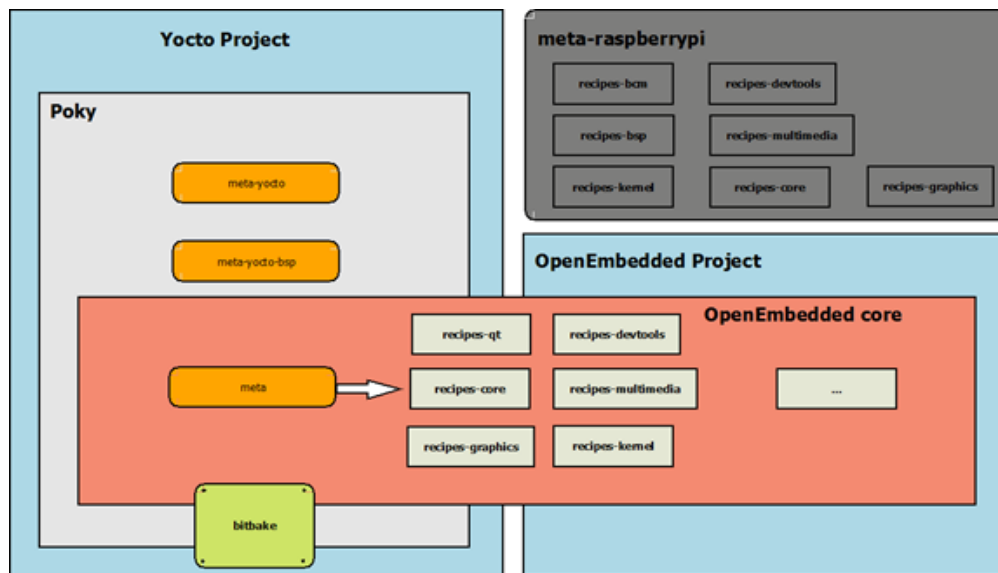 Yocto Project
Poky
meta-yocto
meta-yocto-bsp
meta-raspberrypi
recipes-bcm
recipes-devtools
recipes-bsp
recipes-multimedia
recipes-kernel
recipes-core
recipes-graphics
OpenEmbedded Project
OpenEmbedded core
recipes-qt
recipes-devtools
meta
recipes-core
recipes-multimedia
...
recipes-graphics
recipes-kernel
bitbake